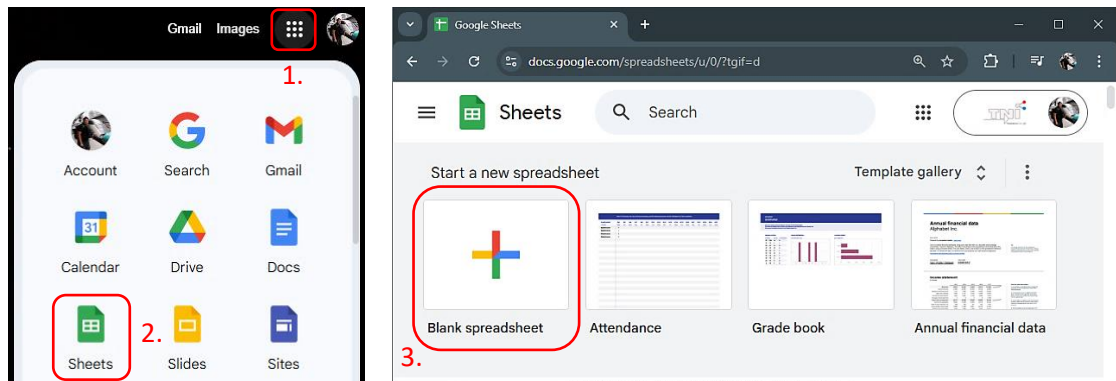 Gmail Images
1.
Account Search Gmail
31
Calendar Drive Docs
2.
Sheets Slides Sites
Google Sheets
docs.google.com/spreadsheets/u/0/?tgif=d
Sheets Search TNI
Start a new spreadsheet Template gallery
Annual financial data
Alphabet Inc.
Blank spreadsheet Attendance Grade book Annual financial data
3.